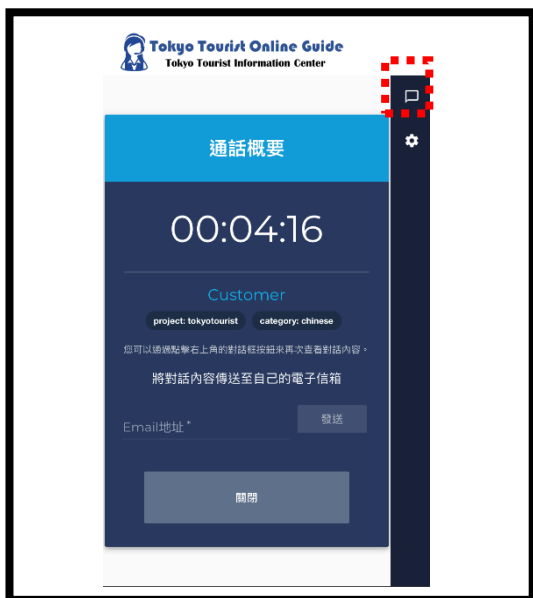 Tokyo Tourist Online Guide
Tokyo Tourist Information Center
通話概要
00:04:16
Customer
project: tokyotourist category: chinese
您可以通過點擊右上角的對話框按鈕來再次查看對話內容。
將對話內容傳送至自己的電子信箱
Email地址 * 發送
關閉